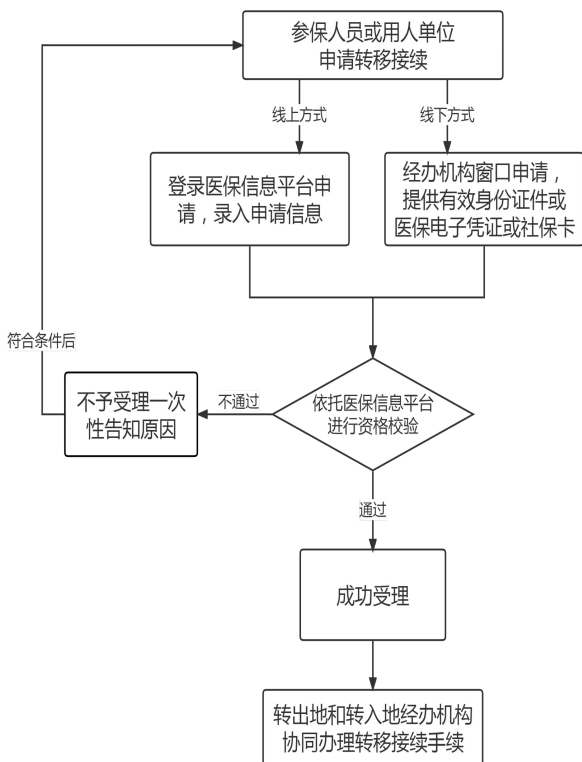 参保人员或用人单位
申请转移接续
线上方式
线下方式
登录医保信息平台申
请，录入申请信息
经办机构窗口申请，
提供有效身份证件或
医保电子凭证或社保卡
符合条件后
不予受理一次
性告知原因
不通过
依托医保信息平台
进行资格校验
通过
成功受理
转出地和转入地经办机构
协同办理转移接续手续